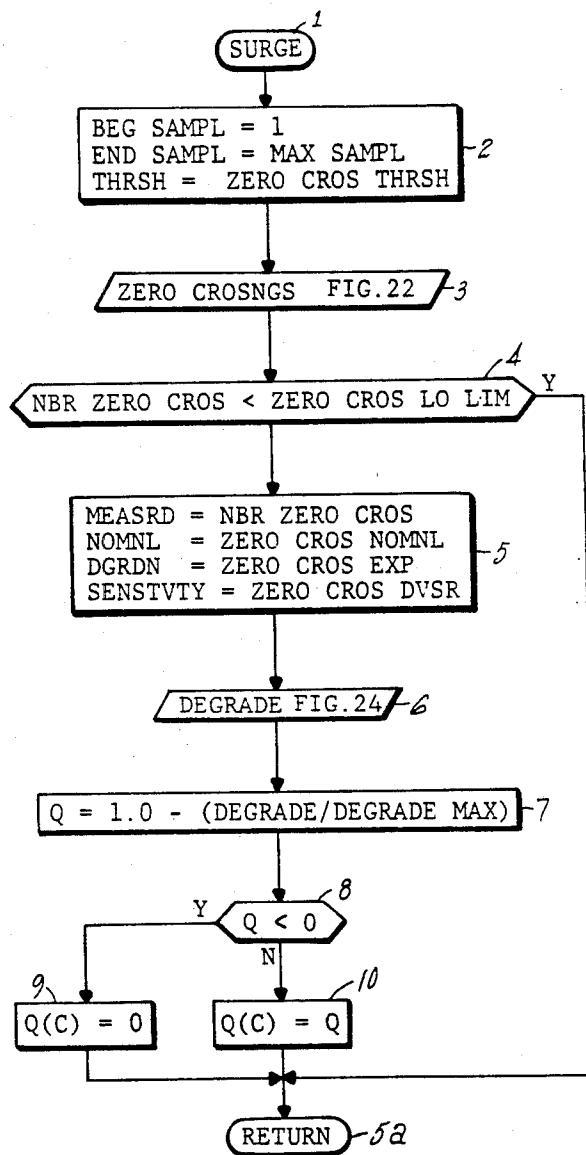 1
SURGE
BEG SAMPL = 1
END SAMPL = MAX SAMPL
THRSH = ZERO CROS THRSH
2
ZERO CROSNGS FIG.22
3
4
NBR ZERO CROS < ZERO CROS LO LIM
Y
MEASRD = NBR ZERO CROS
NOMNL = ZERO CROS NOMNL
DGRDN = ZERO CROS EXP
SENSTVTY = ZERO CROS DVSR
5
DEGRADE FIG.24
6
Q = 1.0 - (DEGRADE/DEGRADE MAX)
7
8
Y
Q < 0
N
9
Q(C) = 0
10
Q(C) = Q
RETURN
5a